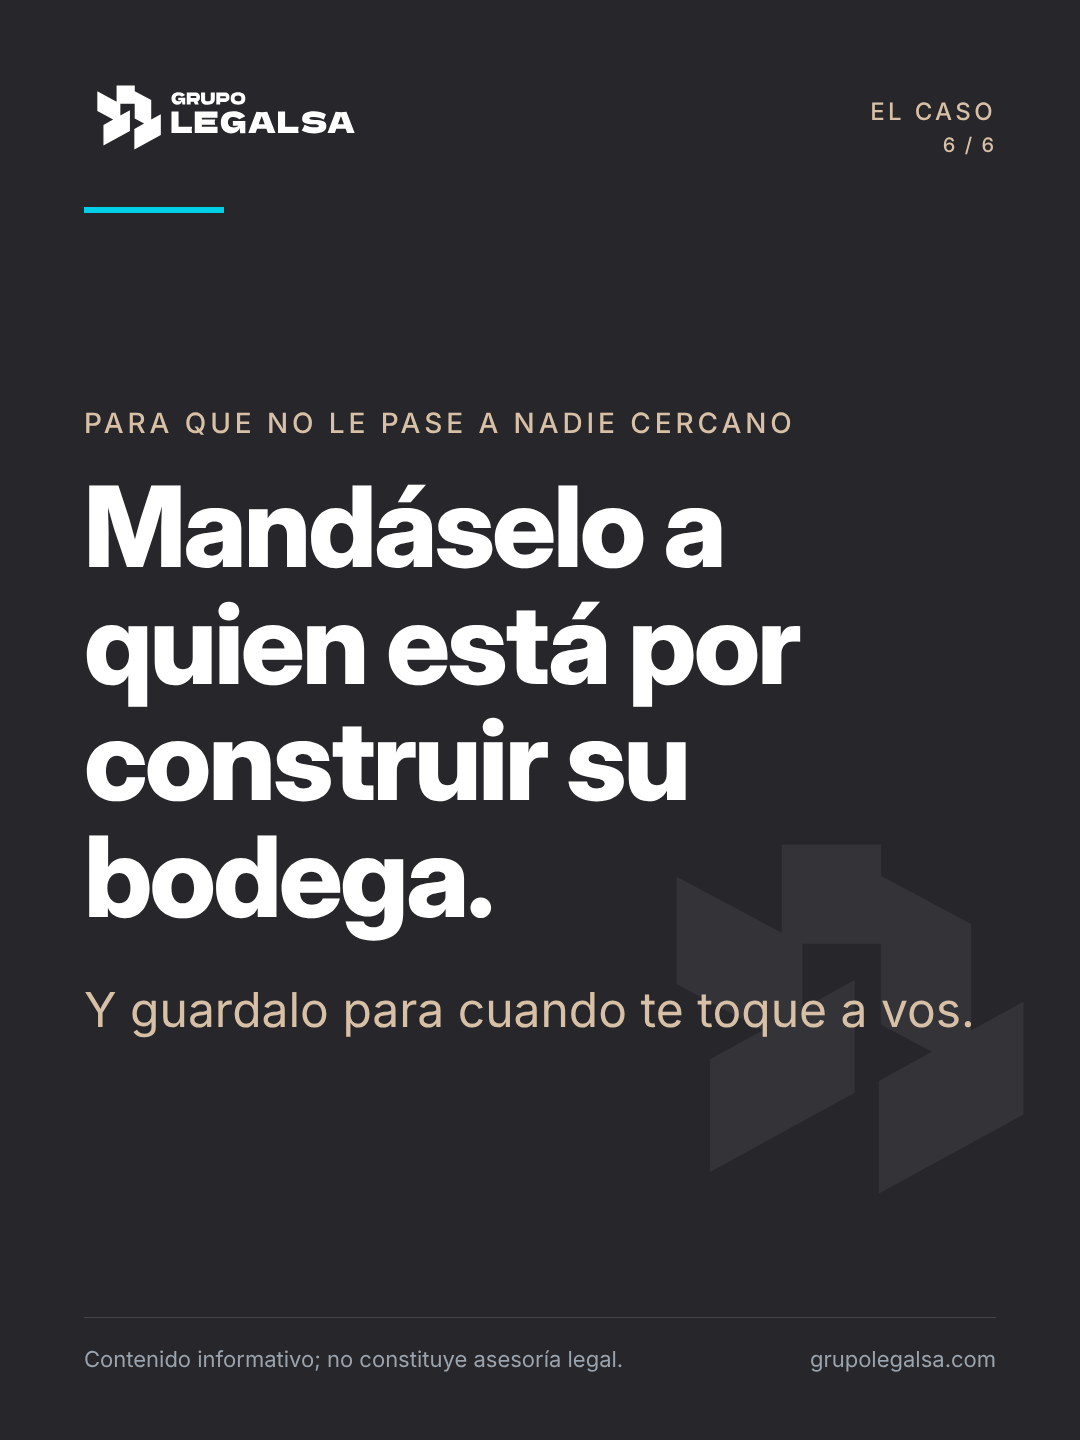 GRUPO
LEGALSA
EL CASO
6 / 6
PARA QUE NO LE PASE A NADIE CERCANO
Mandáselo a
quien está por
construir su
bodega.
Y guardalo para cuando te toque a vos.
Contenido informativo; no constituye asesoría legal.
grupolegalsa.com